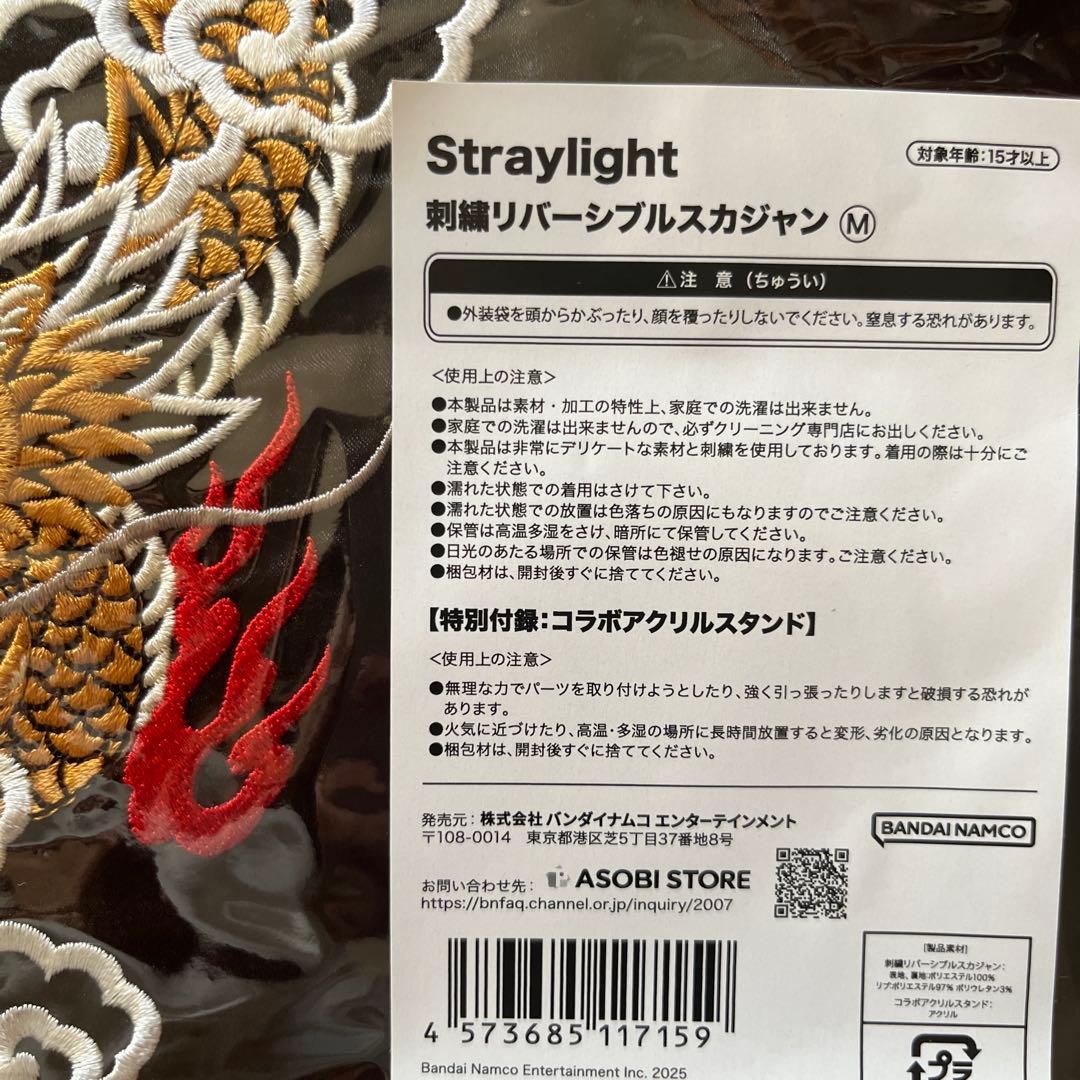 Straylight
対象年齢:15才以上
刺繍リバーシブルスカジャン Ⓜ
⚠注 意(ちゅうい)
●外装袋を頭からかぶったり、顔を覆ったりしないでください。窒息する恐れがあります。
<使用上の注意>
●本製品は素材・加工の特性上、家庭での洗濯は出来ません。
●家庭での洗濯は出来ませんので、必ずクリーニング専門店にお出しください。
●本製品は非常にデリケートな素材と刺繍を使用しております。着用の際は十分にご
注意ください。
●濡れた状態での着用はさけて下さい。
●濡れた状態での放置は色落ちの原因にもなりますのでご注意ください。
●保管は高温多湿をさけ、暗所にて保管してください。
●日光のあたる場所での保管は色褪せの原因になります。ご注意ください。
●梱包材は、開封後すぐに捨ててください。
【特別付録:コラボアクリルスタンド】
<使用上の注意>
●無理な力でパーツを取り付けようとしたり、強く引っ張ったりしますと破損する恐れが
あります。
●火気に近づけたり、高温・多湿の場所に長時間放置すると変形、劣化の原因となります。
●梱包材は、開封後すぐに捨ててください。
発売元:株式会社 バンダイナムコ エンターテインメント
〒108-0014 東京都港区芝5丁目37番地8号
BANDAI NAMCO
お問い合わせ先: ASOBI STORE
https://bnfaq.channel.or.jp/inquiry/2007
[製品素材]
刺繍リバーシブルスカジャン:
表地、裏地:ポリエステル100%
リブ:ポリエステル97% ポリウレタン3%
コラボアクリルスタンド:
アクリル
プラ
4 573685 117159
Bandai Namco Entertainment Inc. 2025